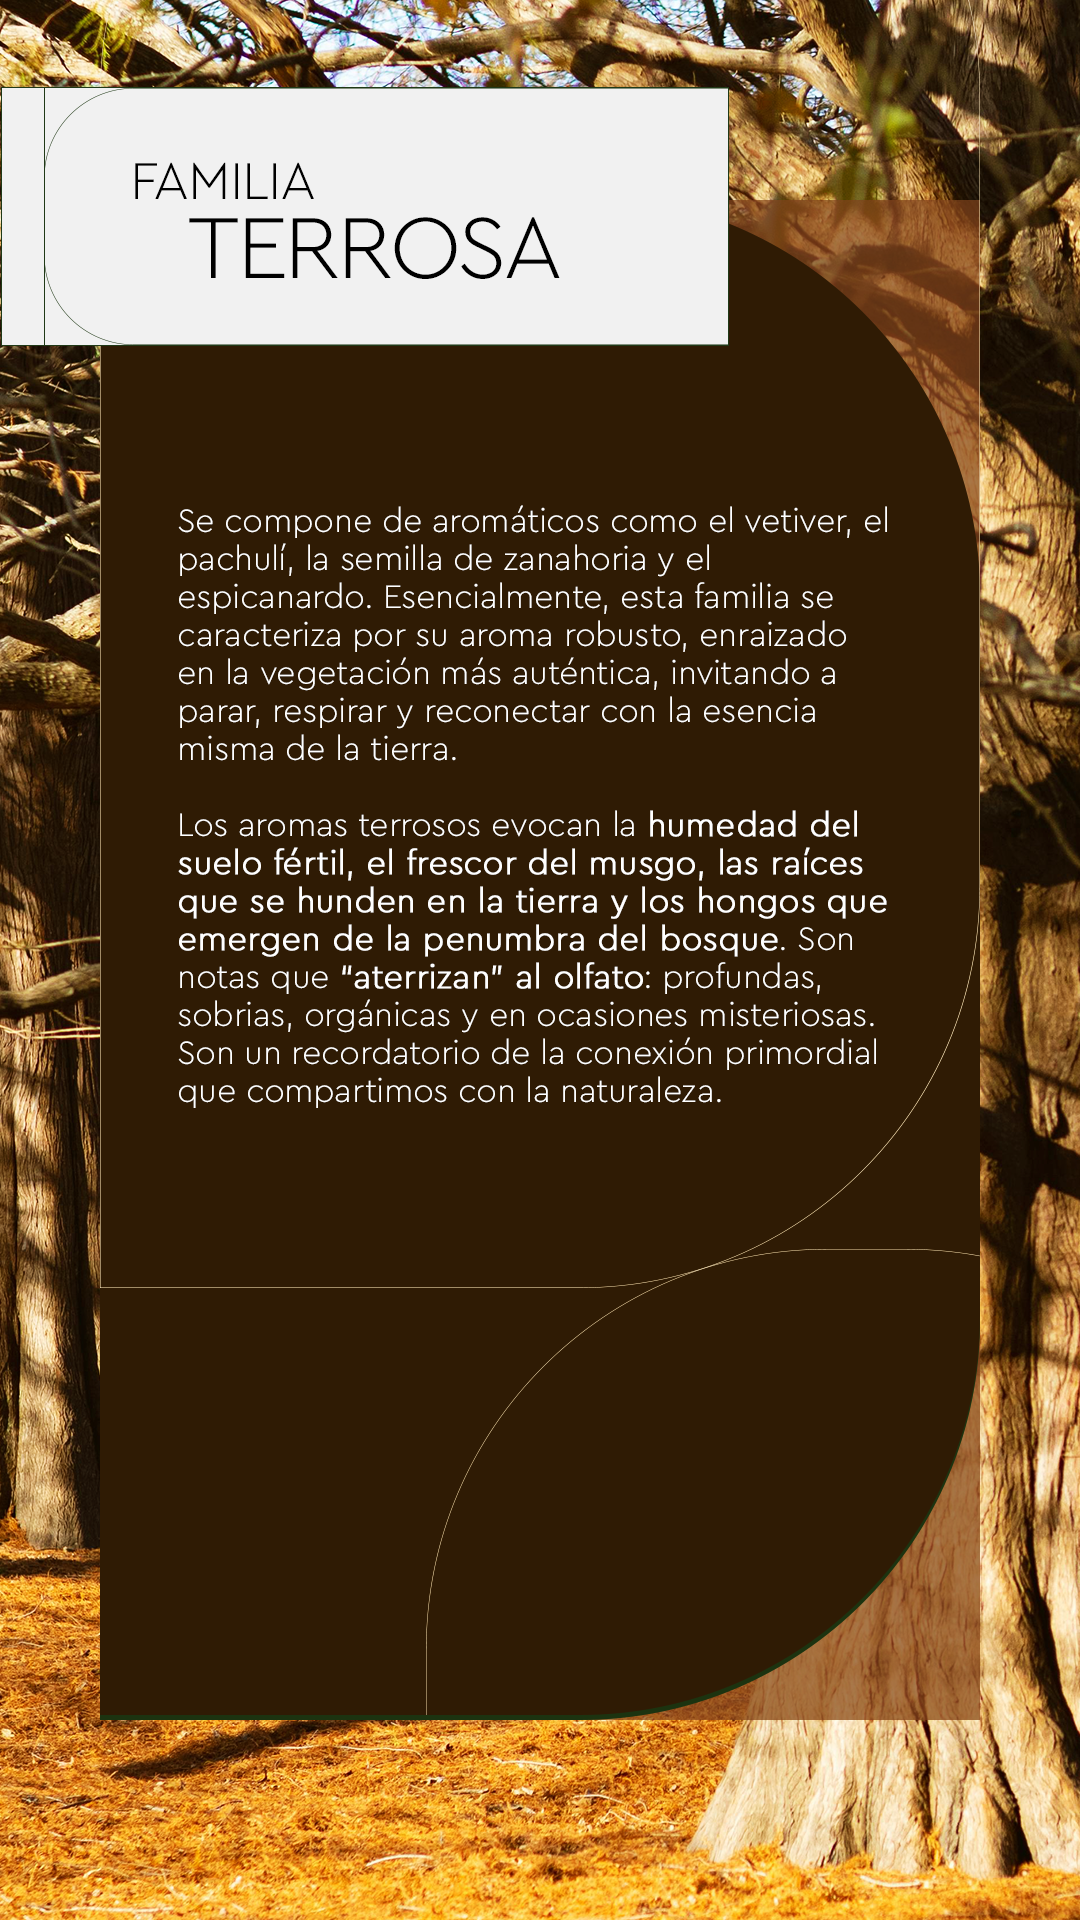 FAMILIA
TERROSA
Se compone de aromáticos como el vetiver, el
pachulí, la semilla de zanahoria y el
espicanardo. Esencialmente, esta familia se
caracteriza por su aroma robusto, enraizado
en la vegetación más auténtica, invitando a
parar, respirar y reconectar con la esencia
misma de la tierra.
Los aromas terrosos evocan la humedad del
suelo fértil, el frescor del musgo, las raíces
que se hunden en la tierra y los hongos que
emergen de la penumbra del bosque. Son
notas que “aterrizan” al olfato: profundas,
sobrias, orgánicas y en ocasiones misteriosas.
Son un recordatorio de la conexión primordial
que compartimos con la naturaleza.